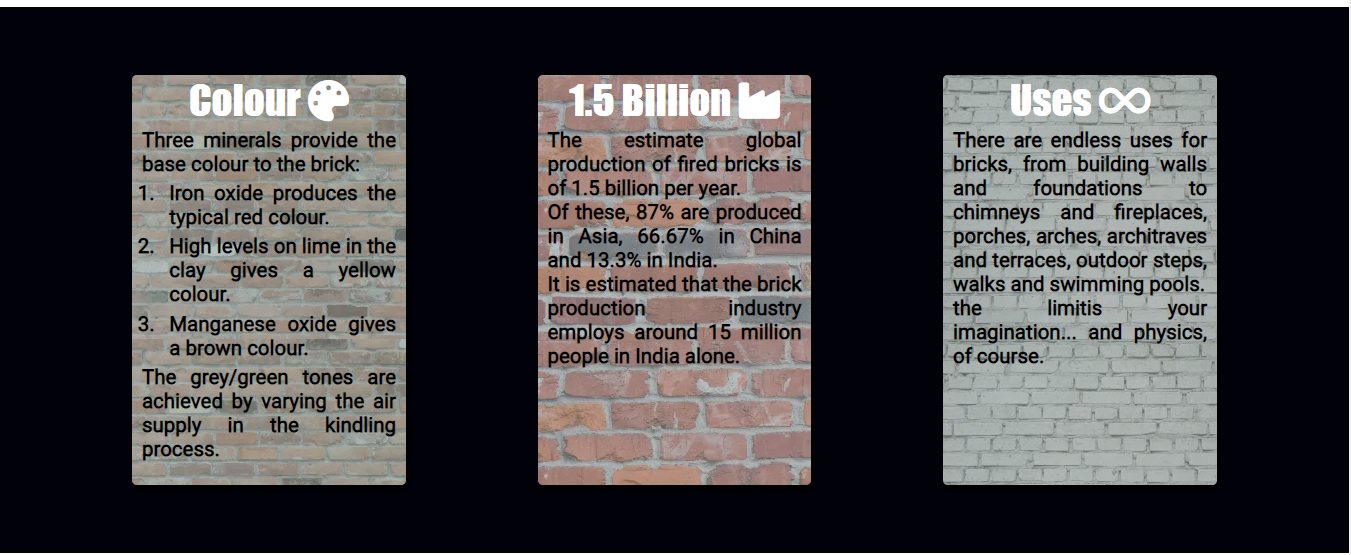 Colour
Three minerals provide the
base colour to the brick:
1. Iron oxide produces the
typical red colour.
2. High levels on lime in the
clay gives a yellow
colour.
3. Manganese oxide gives
a brown colour.
The grey/green tones are
achieved by varying the air
supply in the kindling
process.
1.5 Billion
The estimate global
production of fired bricks is
of 1.5 billion per year.
Of these, 87% are produced
in Asia, 66.67% in China
and 13.3% in India.
It is estimated that the brick
production industry
employs around 15 million
people in India alone.
Uses
There are endless uses for
bricks, from building walls
and foundations to
chimneys and fireplaces,
porches, arches, architraves
and terraces, outdoor steps,
walks and swimming pools.
the limitis your
imagination... and physics,
of course.